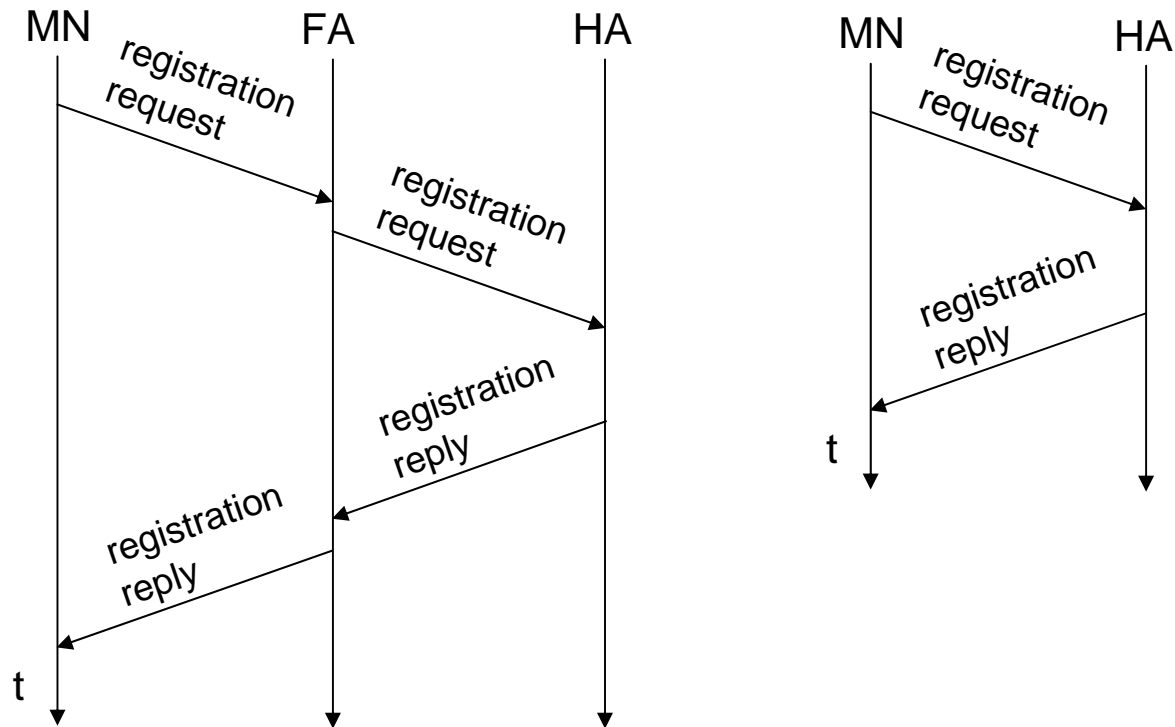 MN FA HA
registration
request
registration
request
registration
reply
registration
reply
t
MN HA
registration
request
registration
reply
t